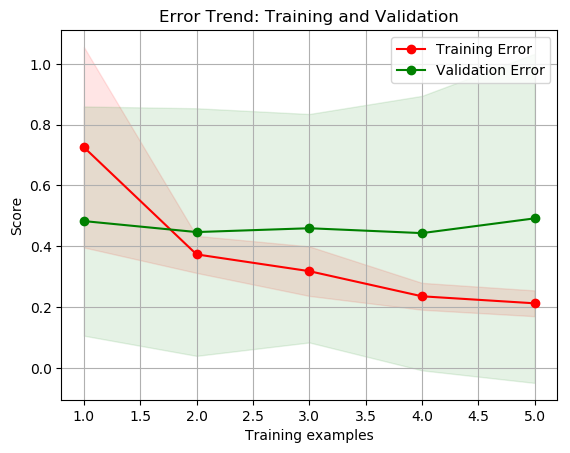 Error Trend: Training and Validation
Training Error
Validation Error
Score
1.0
0.8
0.6
0.4
0.2
0.0
1.0 1.5 2.0 2.5 3.0 3.5 4.0 4.5 5.0
Training examples